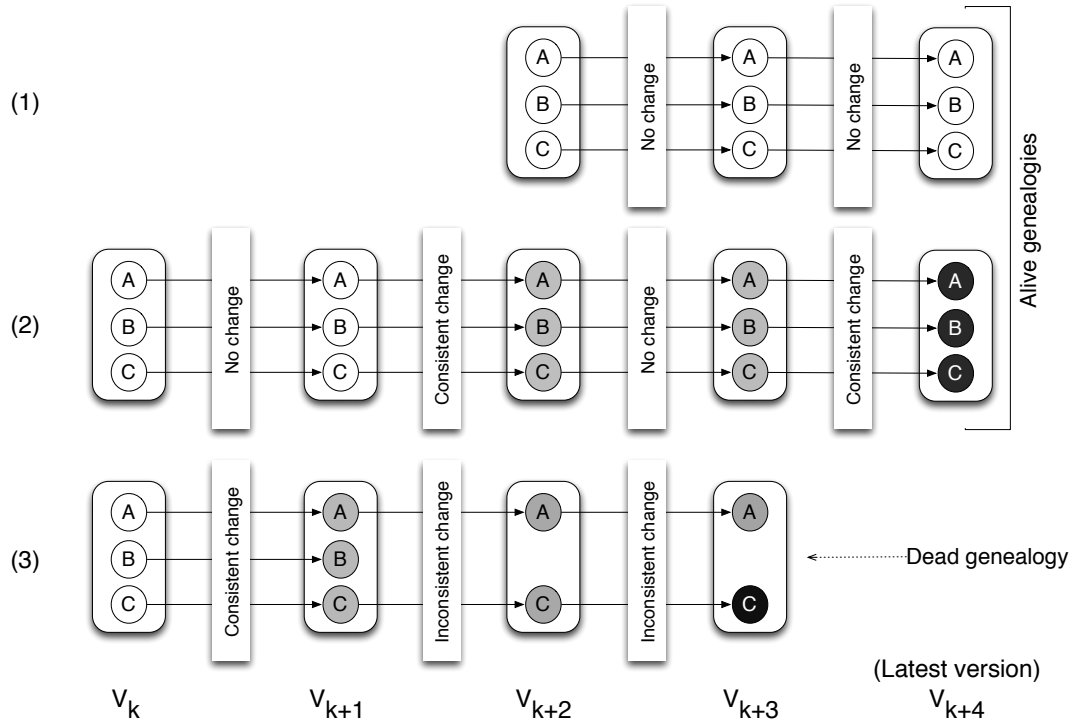 (1)
A
B
C
No change
A
B
C
No change
A
B
C
Alive genealogies
(2)
A
B
C
No change
A
B
C
Consistent change
A
B
C
No change
A
B
C
Consistent change
A
B
C
(3)
A
B
C
Consistent change
A
B
C
Inconsistent change
A
C
Inconsistent change
A
C
Dead genealogy
(Latest version)
Vk
Vk+1
Vk+2
Vk+3
Vk+4